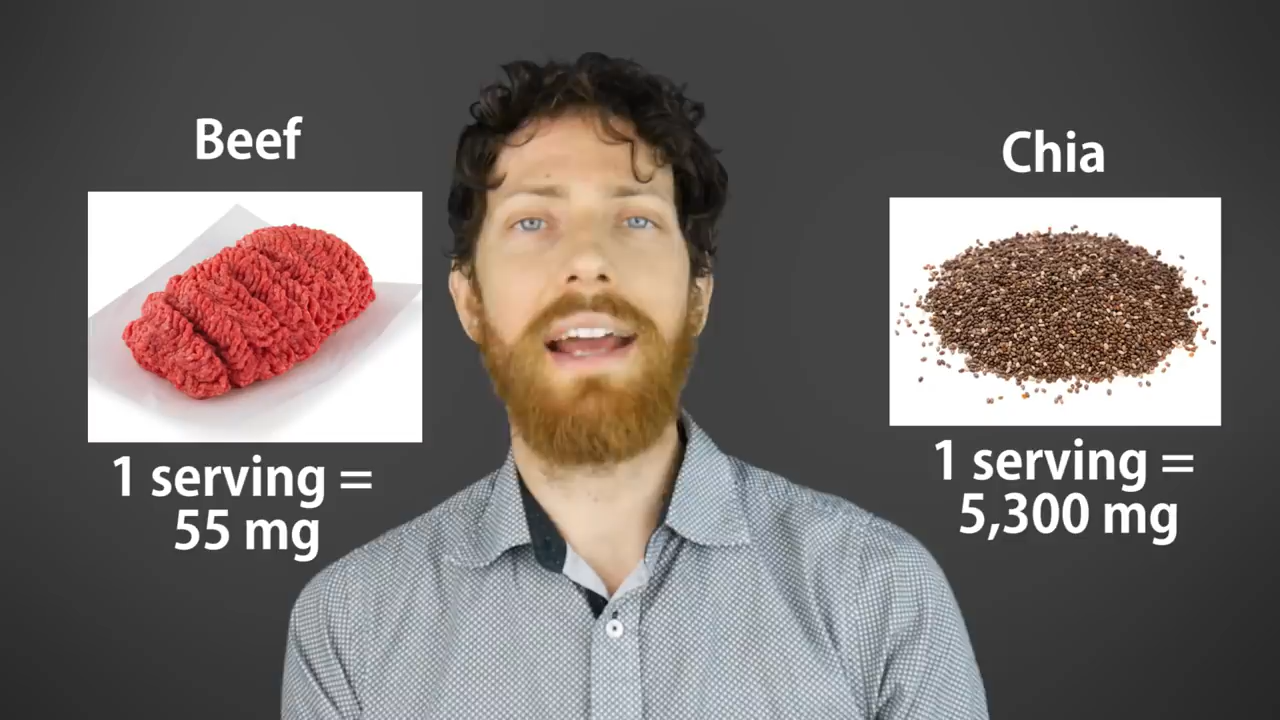 Beef
1 serving =
55 mg
Chia
1 serving =
5,300 mg